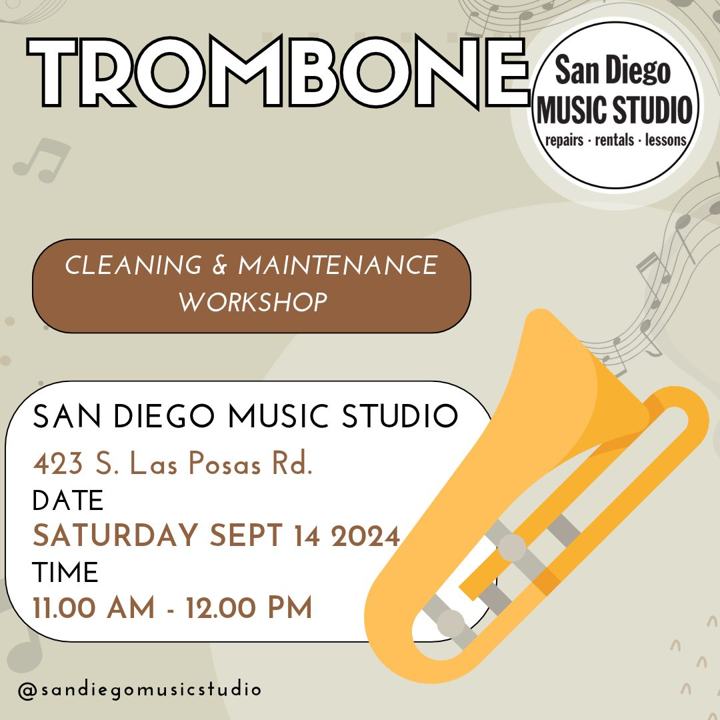 TROMBONE
San Diego
MUSIC STUDIO
repairs · rentals · lessons
CLEANING & MAINTENANCE
WORKSHOP
SAN DIEGO MUSIC STUDIO
423 S. Las Posas Rd.
DATE
SATURDAY SEPT 14 2024
TIME
11.00 AM - 12.00 PM
@sandiegomusicstudio